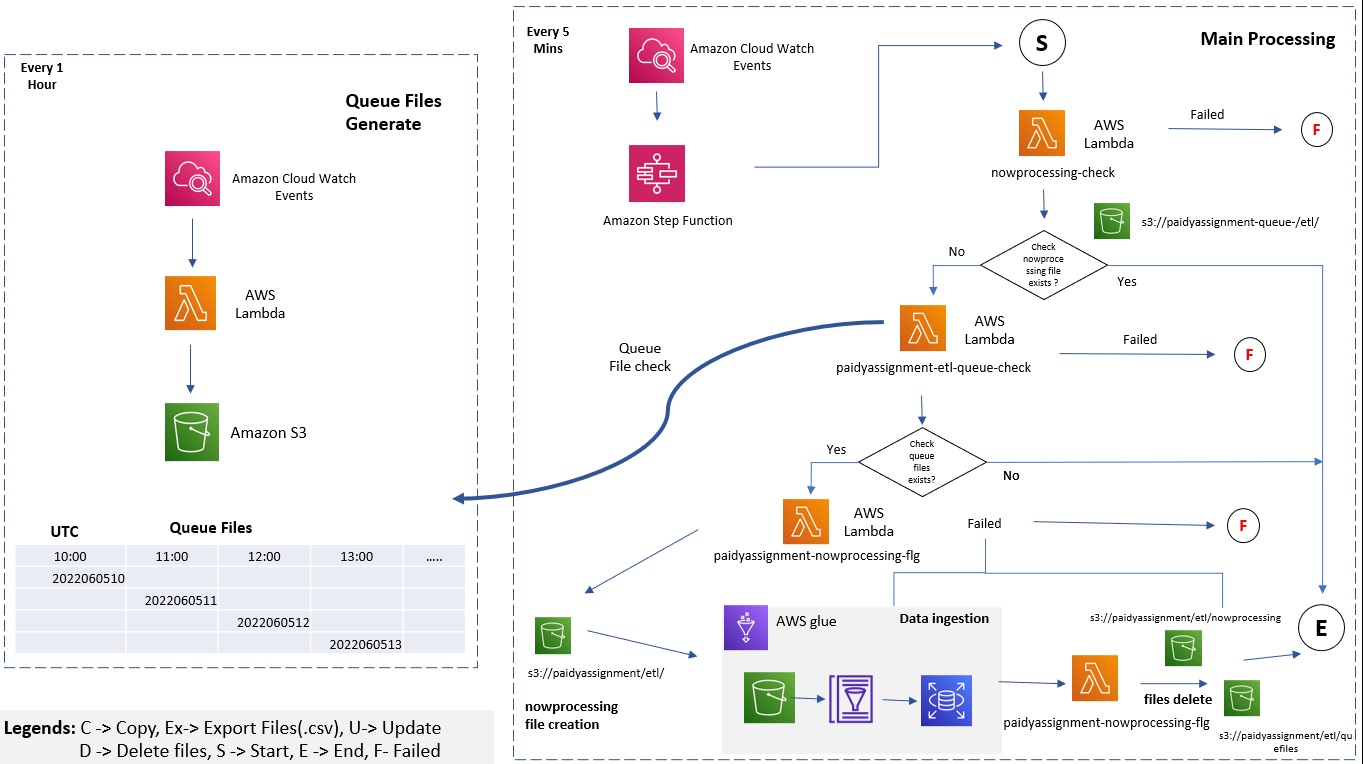 Every 1
Hour
Queue Files
Generate
Amazon Cloud Watch
Events
AWS
Lambda
Amazon S3
UTC
Queue Files
10:00 11:00 12:00 13:00 .....
2022060510
2022060511
2022060512
2022060513
Legends: C -> Copy, Ex-> Export Files(.csv), U-> Update
D -> Delete files, S -> Start, E -> End, F- Failed
Every 5
Mins
Main Processing
Amazon Cloud Watch
Events
Amazon Step Function
S
AWS
Lambda
nowprocessing-check
Failed
F
s3://paidyassignment-queue-/etl/
Check
nowproce
ssing file
exists ?
No
Yes
AWS
Lambda
paidyassignment-etl-queue-check
Failed
F
Queue
File check
Check
queue
files
exists?
Yes
No
AWS
Lambda
paidyassignment-nowprocessing-flg
Failed
F
s3://paidyassignment/etl/
nowprocessing
file creation
AWS glue
Data ingestion
paidyassignment-nowprocessing-flg
s3://paidyassignment/etl/nowprocessing
files delete
s3://paidyassignment/etl/qu
efiles
E